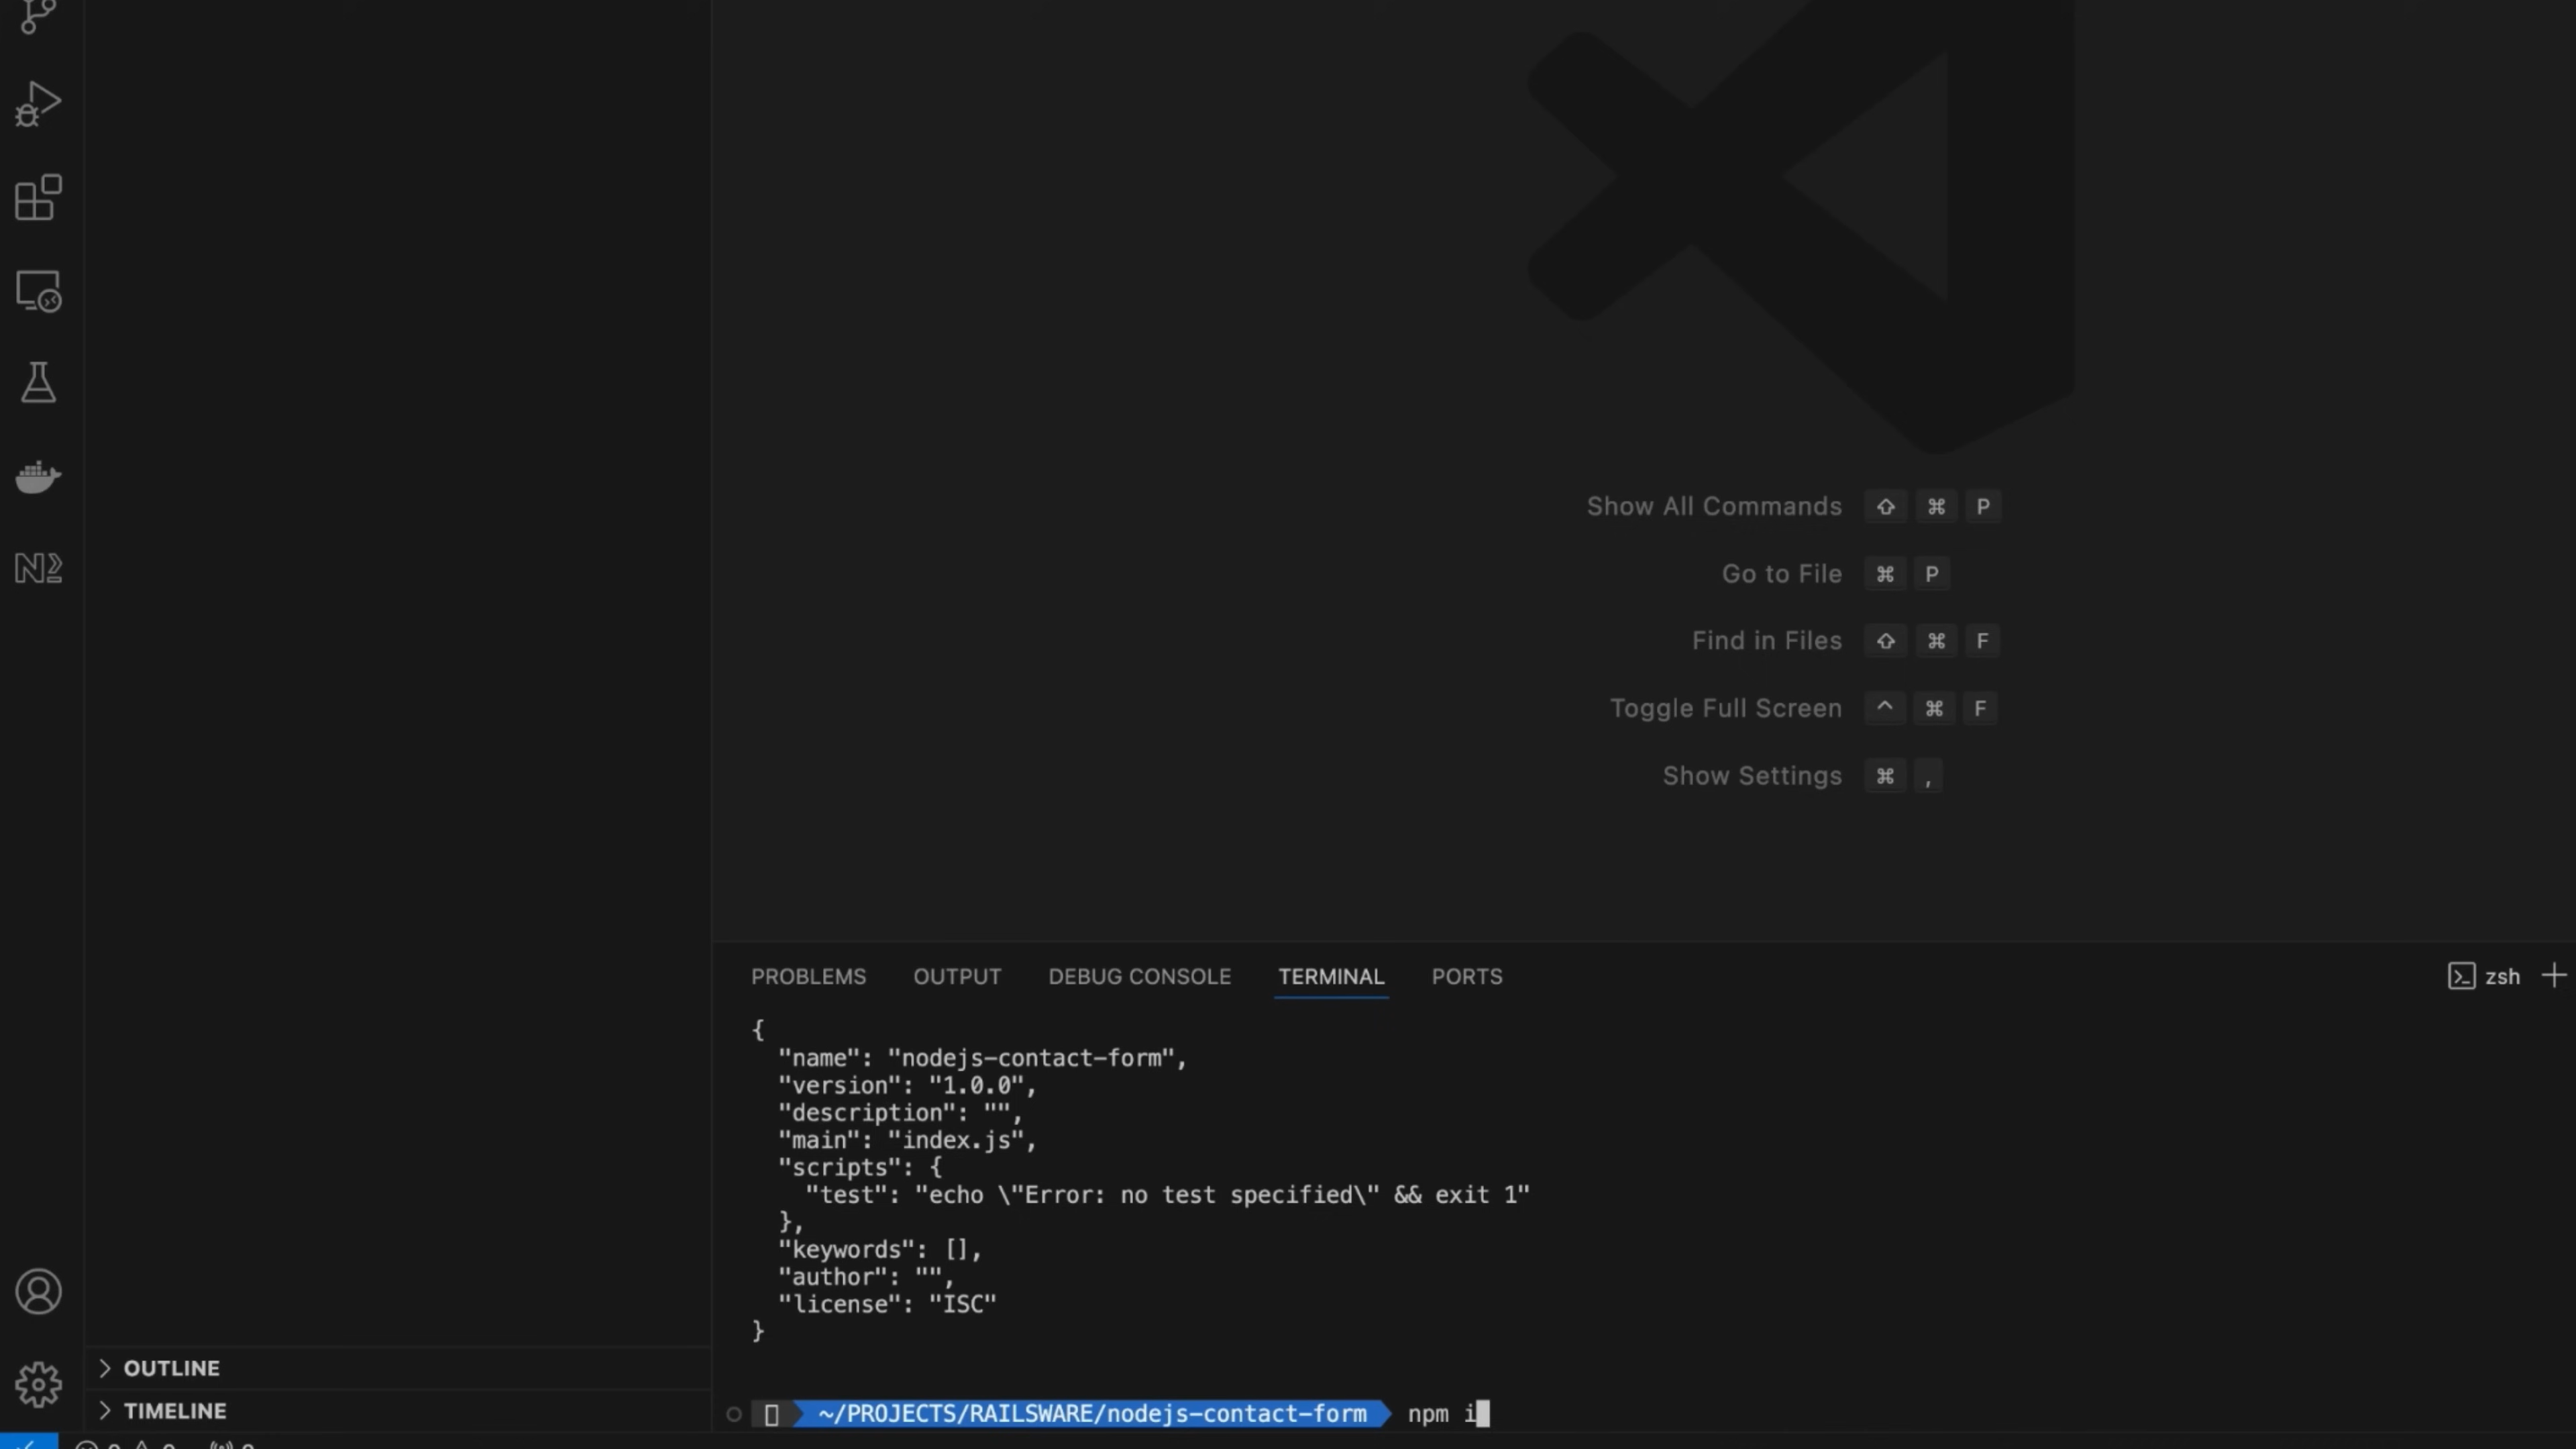 Show All Commands ⇧ ⌘ P
Go to File ⌘ P
Find in Files ⇧ ⌘ F
Toggle Full Screen ^ ⌘ F
Show Settings ⌘ ,
PROBLEMS OUTPUT DEBUG CONSOLE TERMINAL PORTS zsh
{
"name": "nodejs-contact-form",
"version": "1.0.0",
"description": "",
"main": "index.js",
"scripts": {
"test": "echo \"Error: no test specified\" && exit 1"
},
"keywords": [],
"author": "",
"license": "ISC"
}
OUTLINE
TIMELINE
~/PROJECTS/RAILSWARE/nodejs-contact-form npm i